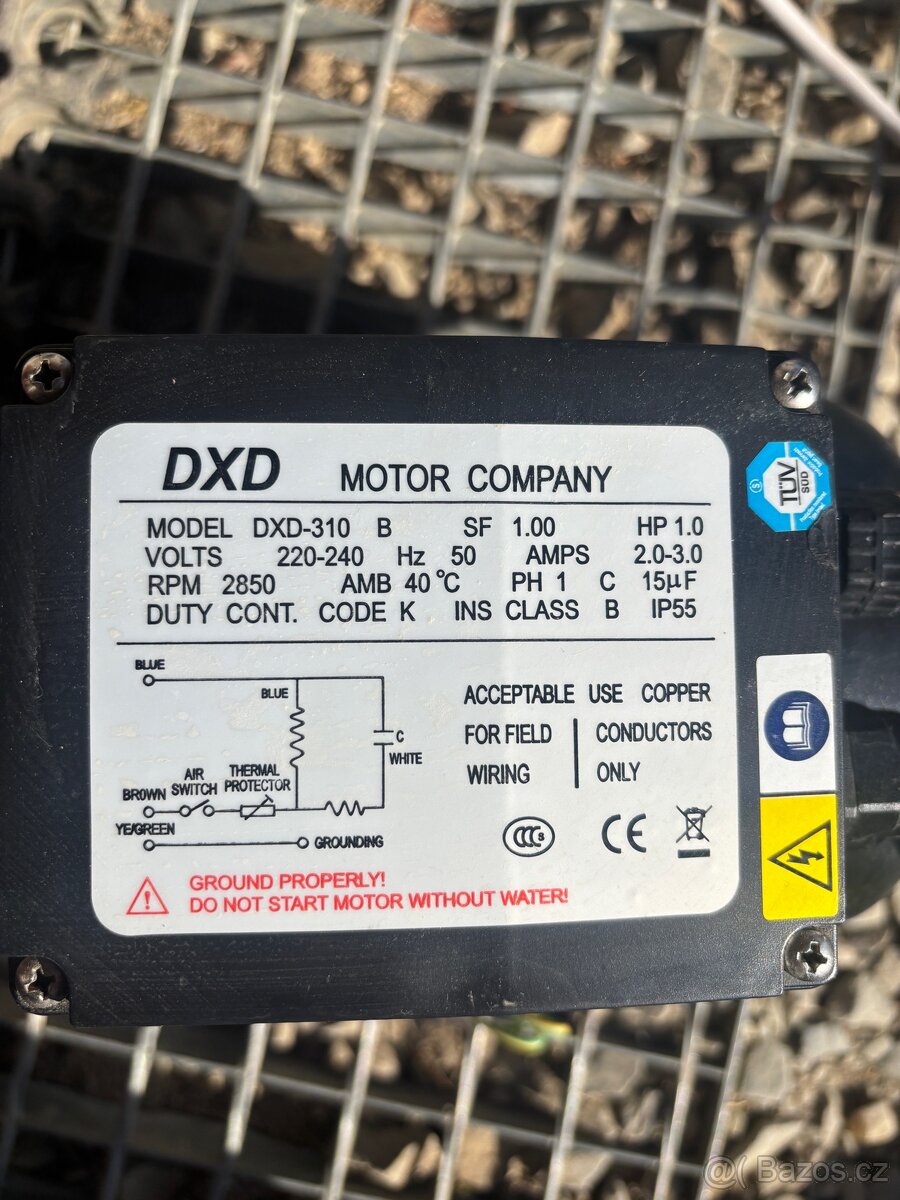 DXD MOTOR COMPANY
MODEL DXD-310 B SF 1.00 HP 1.0
VOLTS 220-240 Hz 50 AMPS 2.0-3.0
RPM 2850 AMB 40°C PH 1 C 15µF
DUTY CONT. CODE K INS CLASS B IP55
BLUE
BLUE
C
WHITE
AIR
SWITCH
THERMAL
PROTECTOR
BROWN
YE/GREEN
GROUNDING
ACCEPTABLE USE COPPER
FOR FIELD CONDUCTORS
WIRING ONLY
CCC S
CE
GROUND PROPERLY!
DO NOT START MOTOR WITHOUT WATER!
TÜV
SÜD
@( Bazos.cz